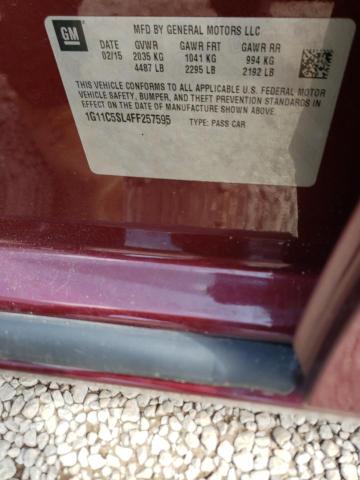 GM
MFD BY GENERAL MOTORS LLC
DATE GVWR GAWR FRT GAWR RR
02/15 2035 KG 1041 KG 994 KG
4487 LB 2295 LB 2192 LB
THIS VEHICLE CONFORMS TO ALL APPLICABLE U.S. FEDERAL MOTOR
VEHICLE SAFETY, BUMPER, AND THEFT PREVENTION STANDARDS IN
EFFECT ON THE DATE OF MANUFACTURE SHOWN ABOVE.
1G11C5SL4FF257595 TYPE: PASS CAR